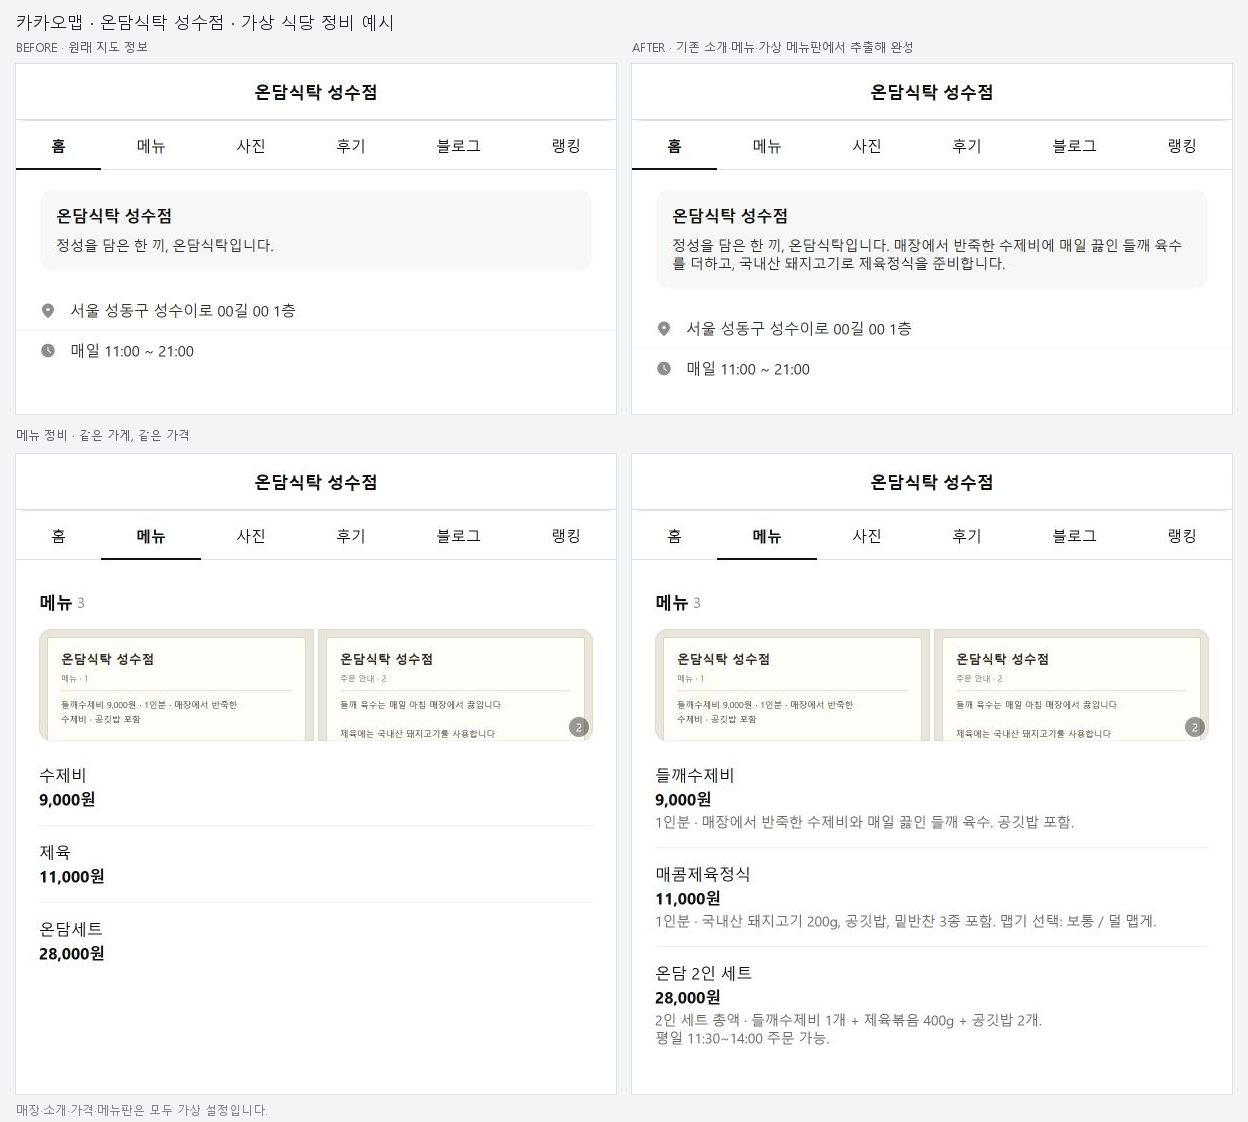 카카오맵 · 온담식탁 성수점 · 가상 식당 정비 예시
BEFORE · 원래 지도 정보
온담식탁 성수점
홈 메뉴 사진 후기 블로그 랭킹
온담식탁 성수점
정성을 담은 한 끼, 온담식탁입니다.
서울 성동구 성수이로 00길 00 1층
매일 11:00 ~ 21:00
AFTER · 기존 소개·메뉴·가상 메뉴판에서 추출해 완성
온담식탁 성수점
홈 메뉴 사진 후기 블로그 랭킹
온담식탁 성수점
정성을 담은 한 끼, 온담식탁입니다. 매장에서 반죽한 수제비에 매일 끓인 들깨 육수
를 더하고, 국내산 돼지고기로 제육정식을 준비합니다.
서울 성동구 성수이로 00길 00 1층
매일 11:00 ~ 21:00
메뉴 정비 · 같은 가게, 같은 가격
온담식탁 성수점
홈 메뉴 사진 후기 블로그 랭킹
메뉴 3
온담식탁 성수점
메뉴 · 1
들깨수제비 9,000원 · 1인분 · 매장에서 반죽한
수제비 · 공깃밥 포함
온담식탁 성수점
주문 안내 · 2
들깨 육수는 매일 아침 매장에서 끓입니다
제육에는 국내산 돼지고기를 사용합니다
2
수제비
9,000원
제육
11,000원
온담세트
28,000원
온담식탁 성수점
홈 메뉴 사진 후기 블로그 랭킹
메뉴 3
온담식탁 성수점
메뉴 · 1
들깨수제비 9,000원 · 1인분 · 매장에서 반죽한
수제비 · 공깃밥 포함
온담식탁 성수점
주문 안내 · 2
들깨 육수는 매일 아침 매장에서 끓입니다
제육에는 국내산 돼지고기를 사용합니다
2
들깨수제비
9,000원
1인분 · 매장에서 반죽한 수제비와 매일 끓인 들깨 육수. 공깃밥 포함.
매콤제육정식
11,000원
1인분 · 국내산 돼지고기 200g, 공깃밥, 밑반찬 3종 포함. 맵기 선택: 보통 / 덜 맵게.
온담 2인 세트
28,000원
2인 세트 총액 · 들깨수제비 1개 + 제육볶음 400g + 공깃밥 2개.
평일 11:30~14:00 주문 가능.
매장·소개·가격·메뉴판은 모두 가상 설정입니다.